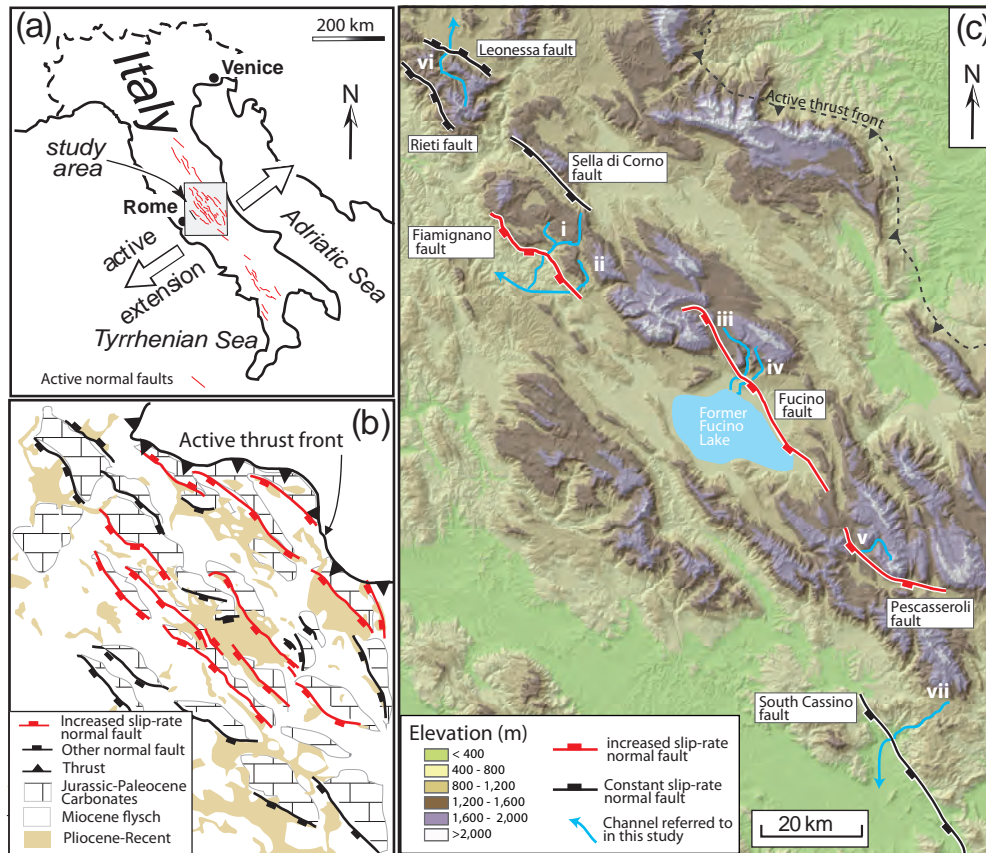 (a)
200 km
Italy
Venice
N
study
area
Rome
active
extension
Adriatic Sea
Tyrrhenian Sea
Active normal faults
(b)
Active thrust front
Increased slip-rate
normal fault
Other normal fault
Thrust
Jurassic-Paleocene
Carbonates
Miocene flysch
Pliocene-Recent
(c)
N
Leonessa fault
vi
Rieti fault
Active thrust front
Sella di Corno
fault
Fiamignano
fault
i
ii
iii
iv
Fucino
fault
Former
Fucino
Lake
v
Pescasseroli
fault
South Cassino
fault
vii
Elevation (m)
< 400
400 - 800
800 - 1,200
1,200 - 1,600
1,600 - 2,000
>2,000
increased slip-rate
normal fault
Constant slip-rate
normal fault
Channel referred to
in this study
20 km